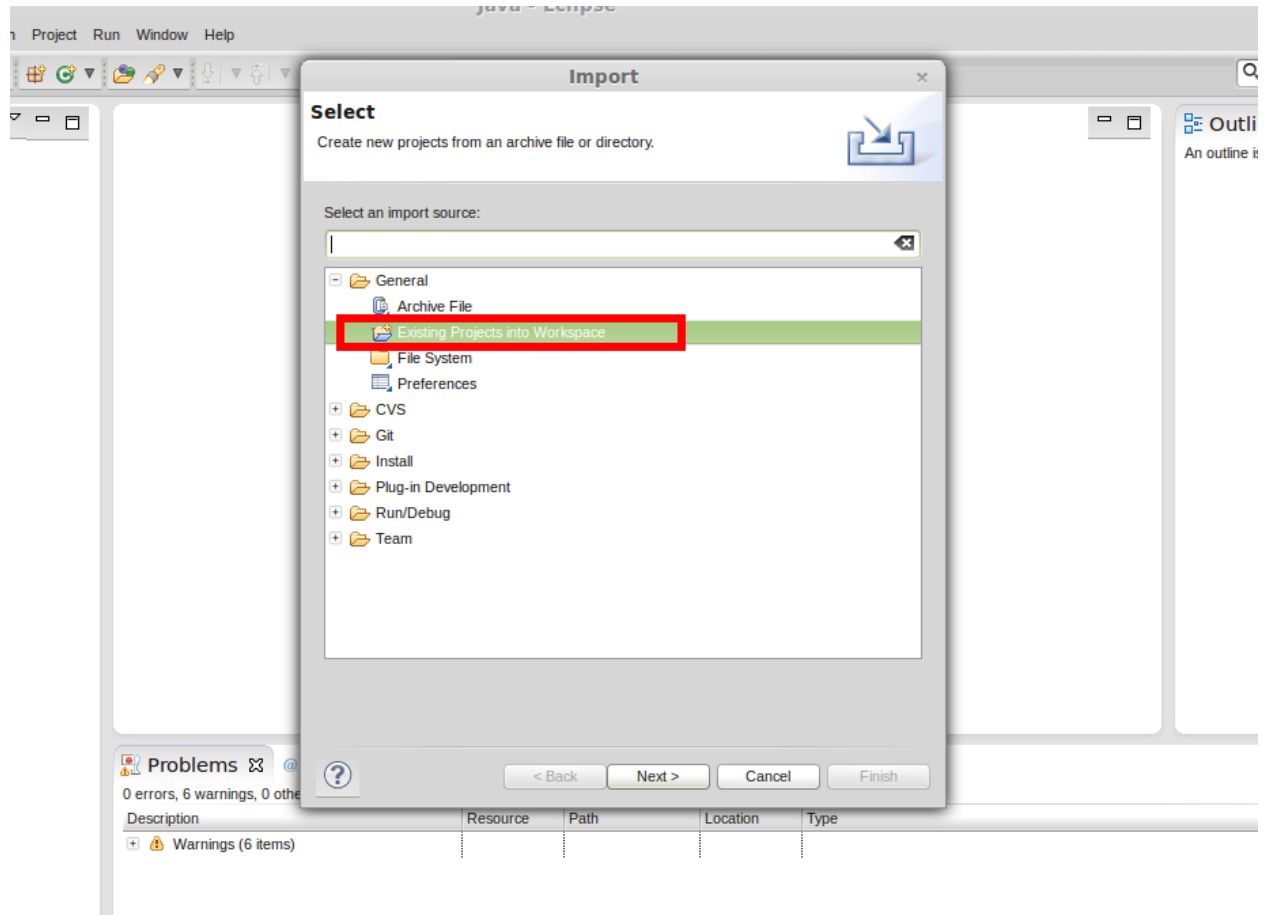 Java - Eclipse
Project Run Window Help
Import
Select
Create new projects from an archive file or directory.
Outli
An outline is
Select an import source:
General
Archive File
Existing Projects into Workspace
File System
Preferences
CVS
Git
Install
Plug-in Development
Run/Debug
Team
Problems @
< Back Next > Cancel Finish
0 errors, 6 warnings, 0 othe
Description Resource Path Location Type
Warnings (6 items)